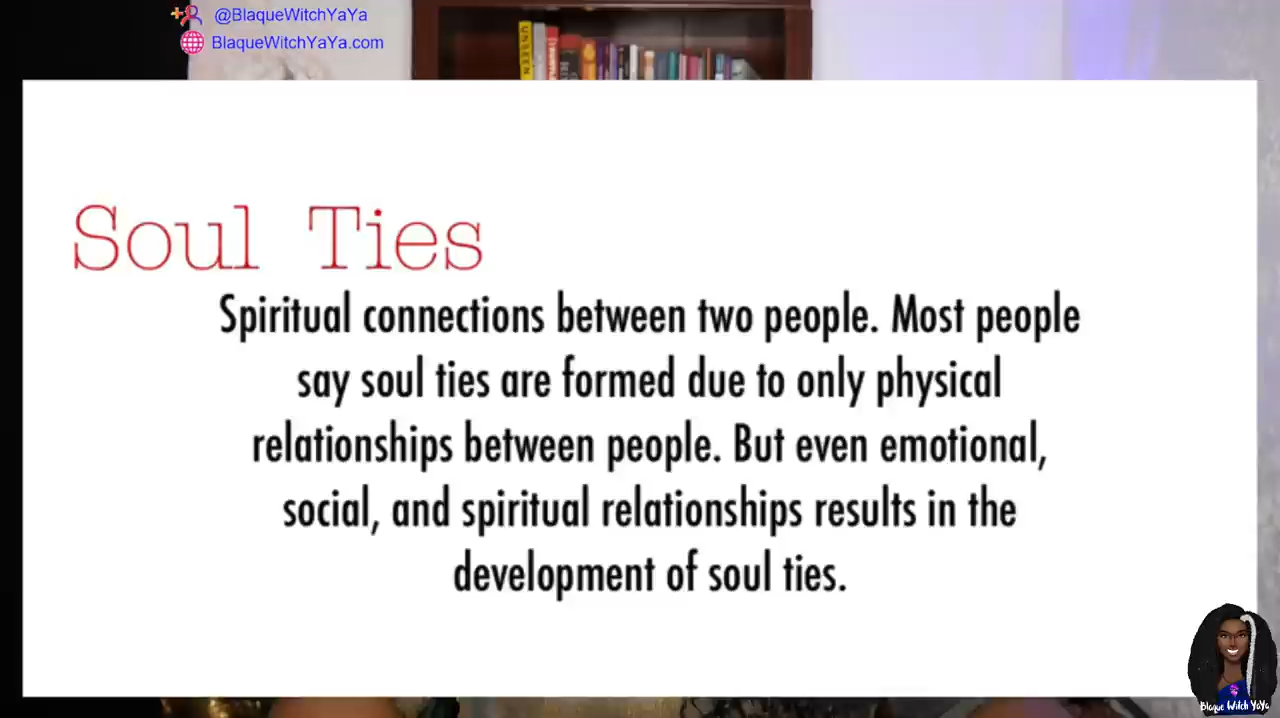 @BlaqueWitchYaYa
BlaqueWitchYaYa.com
UNSEEN
Soul Ties
Spiritual connections between two people. Most people
say soul ties are formed due to only physical
relationships between people. But even emotional,
social, and spiritual relationships results in the
development of soul ties.
Blaque Witch YaYa